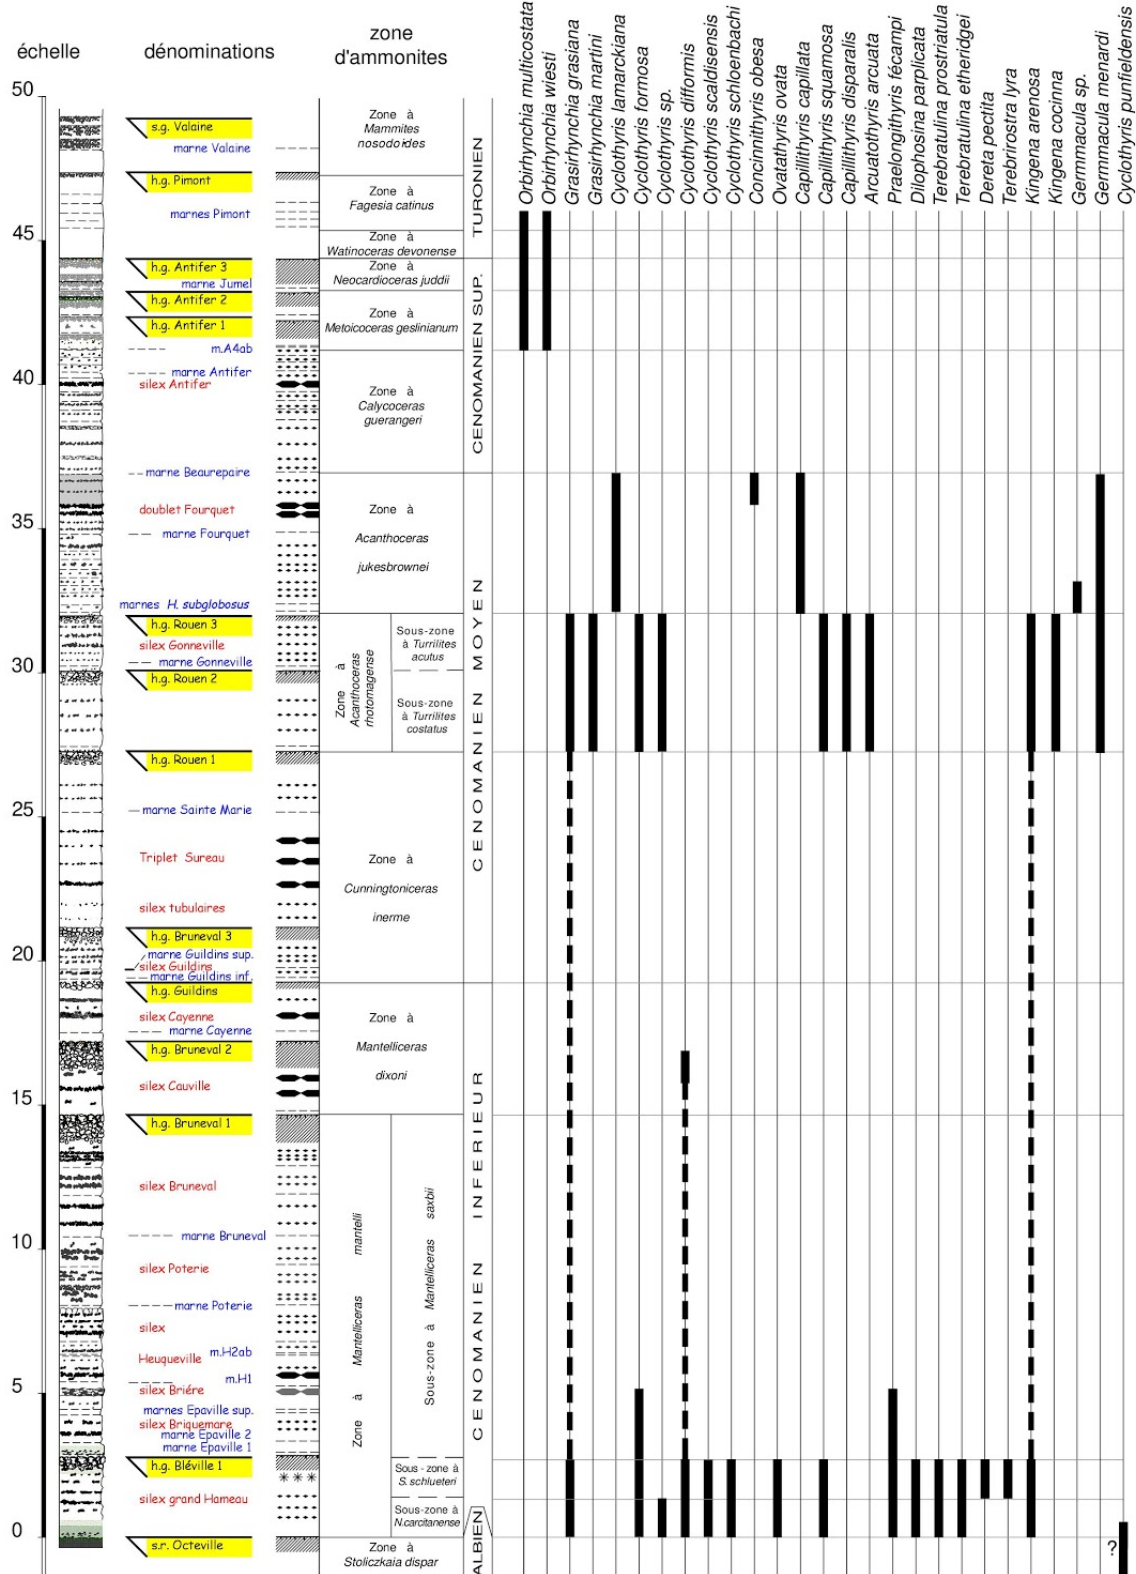 échelle
dénominations
zone
d'ammonites
Orbirhynchia multicostata
Orbirhynchia wiesti
Grasirhynchia grasiana
Grasirhynchia martini
Cyclothyris lamarckiana
Cyclothyris formosa
Cyclothyris sp.
Cyclothyris difformis
Cyclothyris scaldisensis
Cyclothyris schloenbachi
Concinnithyris obesa
Ovatathyris ovata
Capillithyris capillata
Capillithyris squamosa
Capillithyris disparalis
Arcuatothyris arcuata
Praelongithyris fécampi
Dilophosina parplicata
Terebratulina prostriatula
Terebratulina etheridgei
Dereta pectita
Terebrirostra lyra
Kingena arenosa
Kingena cocinna
Gemmacula sp.
Gemmacula menardi
Cyclothyris punfieldensis
50
45
40
35
30
25
20
15
10
5
0
s.g. Valaine
marne Valaine
h.g. Pimont
marnes Pimont
h.g. Antifer 3
marne Jumel
h.g. Antifer 2
h.g. Antifer 1
m.A4ab
marne Antifer
silex Antifer
marne Beaurepaire
doublet Fourquet
marne Fourquet
marnes H. subglobosus
h.g. Rouen 3
silex Gonneville
marne Gonneville
h.g. Rouen 2
h.g. Rouen 1
marne Sainte Marie
Triplet Sureau
silex tubulaires
h.g. Bruneval 3
marne Guildins sup.
silex Guildins
marne Guildins inf.
h.g. Guildins
silex Cayenne
marne Cayenne
h.g. Bruneval 2
silex Cauville
h.g. Bruneval 1
silex Bruneval
marne Bruneval
silex Poterie
marne Poterie
silex
Heuqueville
m.H2ab
m.H1
silex Briére
marnes Epaville sup.
silex Briquemare
marne Epaville 2
marne Epaville 1
h.g. Bléville 1
silex grand Hameau
s.r. Octeville
Zone à
Mammites
nosodoides
Zone à
Fagesia catinus
Zone à
Watinoceras devonense
Zone à
Neocardioceras juddii
Zone à
Metoicoceras geslinianum
Zone à
Calycoceras
guerangeri
Zone à
Acanthoceras
jukesbrownei
Zone à
Acanthoceras
rhotomagense
Sous-zone
à Turrilites
acutus
Sous-zone
à Turrilites
costatus
Zone à
Cunningtoniceras
inerme
Zone à
Mantelliceras
dixoni
Zone à Mantelliceras mantelli
Sous-zone à Mantelliceras saxbii
Sous-zone à
S. schlueteri
Sous-zone à
N.carcitanense
Zone à
Stoliczkaia dispar
TURONIEN
CENOMANIEN SUP.
CENOMANIEN MOYEN
CENOMANIEN INFERIEUR
ALBIEN
?